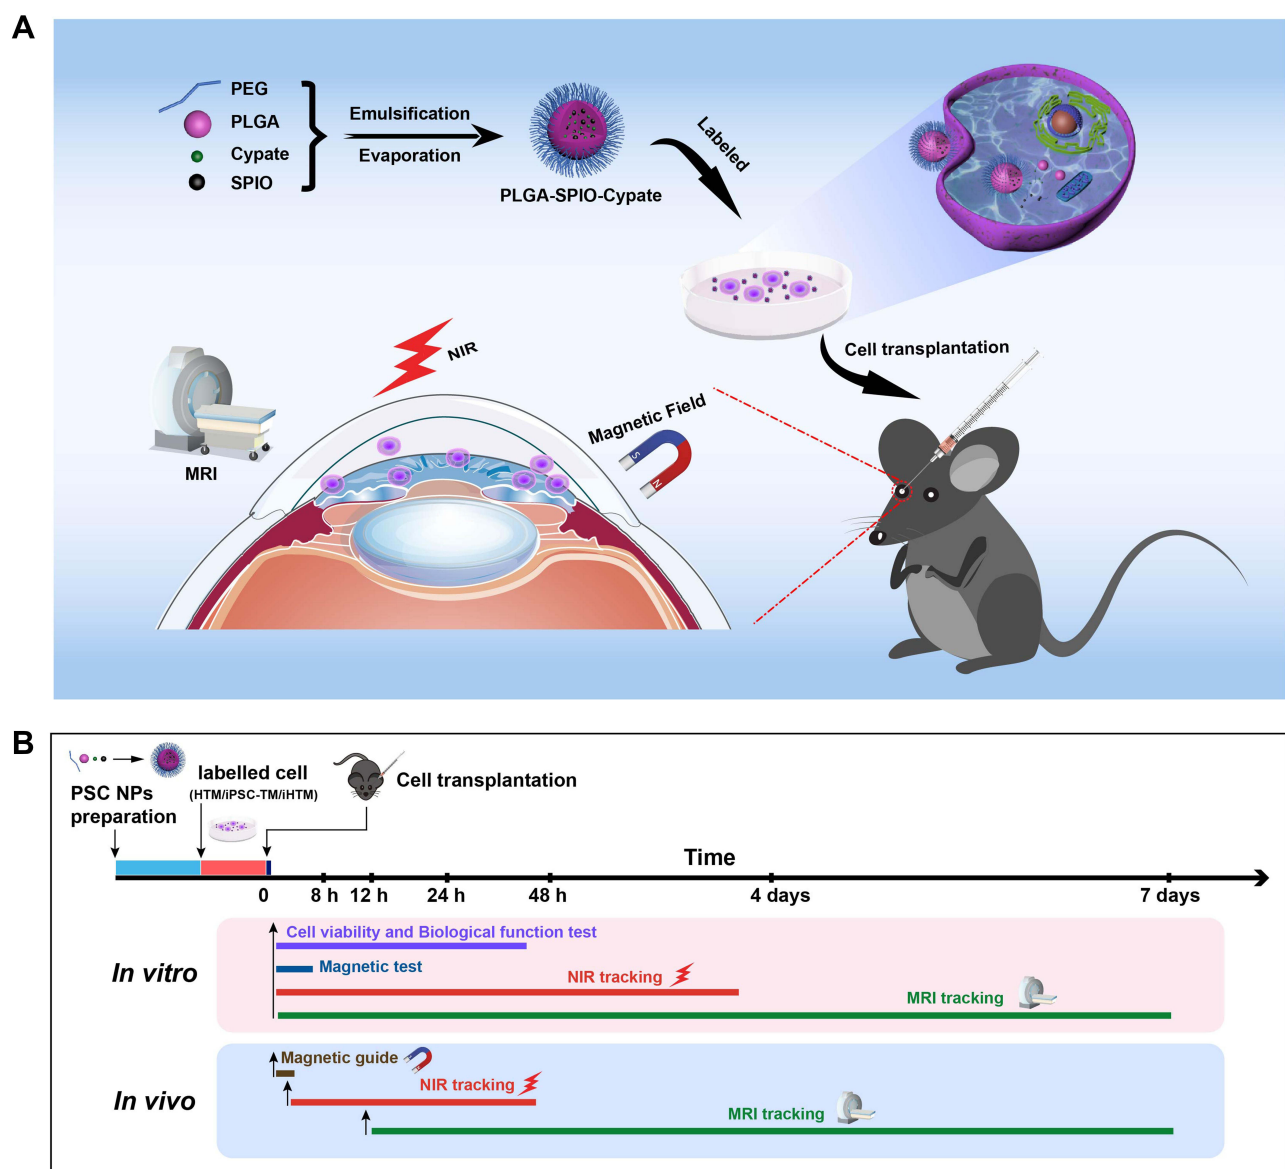 A
PEG
PLGA
Cypate
SPIO
Emulsification
Evaporation
PLGA-SPIO-Cypate
Labeled
Cell transplantation
NIR
MRI
Magnetic Field
S
N
B
PSC NPs
preparation
labelled cell
(HTM/iPSC-TM/iHTM)
Cell transplantation
Time
0 8 h 12 h 24 h 48 h 4 days 7 days
In vitro
Cell viability and Biological function test
Magnetic test
NIR tracking
MRI tracking
In vivo
Magnetic guide
NIR tracking
MRI tracking